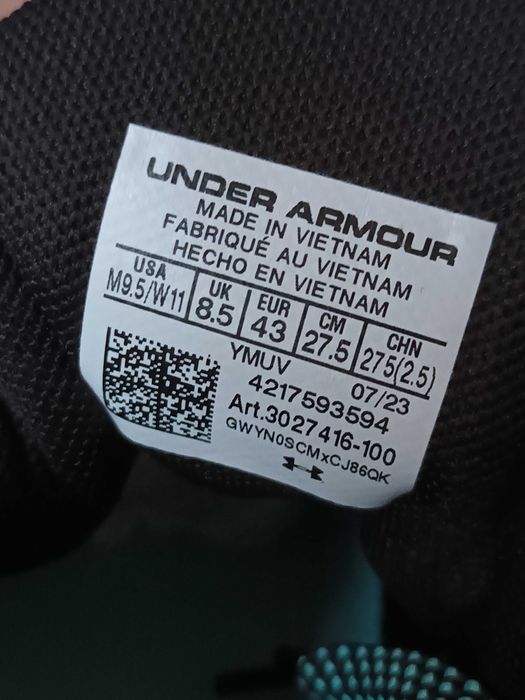 UNDER ARMOUR
MADE IN VIETNAM
FABRIQUÉ AU VIETNAM
HECHO EN VIETNAM
USA UK EUR CM CHN
M9.5/W11 8.5 43 27.5 275(2.5)
YMUV 07/23
4217593594
Art.3027416-100
GWYN0SCMxCJ86QK